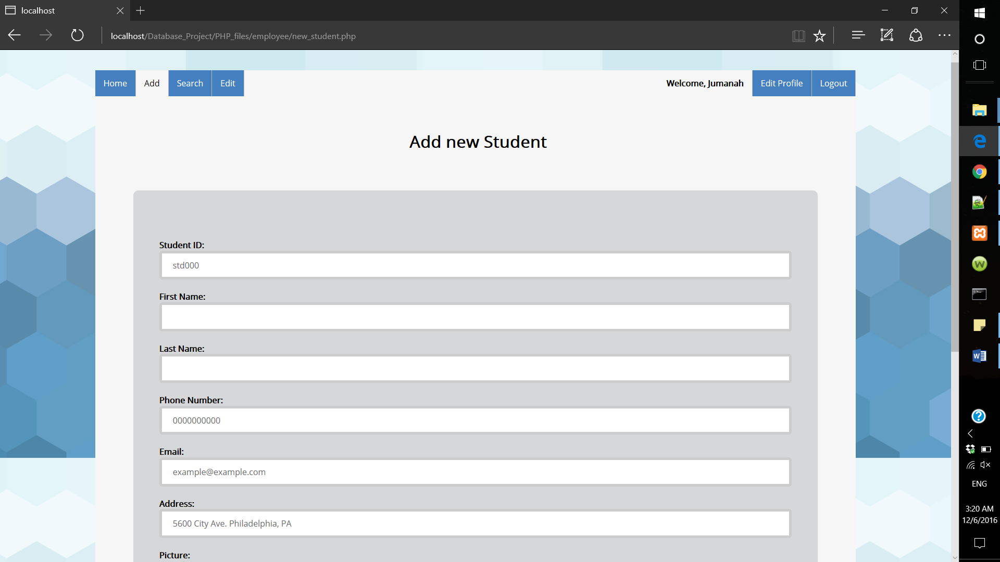 localhost
localhost/Database_Project/PHP_files/employee/new_student.php
Home Add Search Edit Welcome, Jumanah Edit Profile Logout
Add new Student
Student ID:
std000
First Name:
Last Name:
Phone Number:
0000000000
Email:
example@example.com
Address:
5600 City Ave. Philadelphia, PA
Picture:
ENG
3:20 AM
12/6/2016